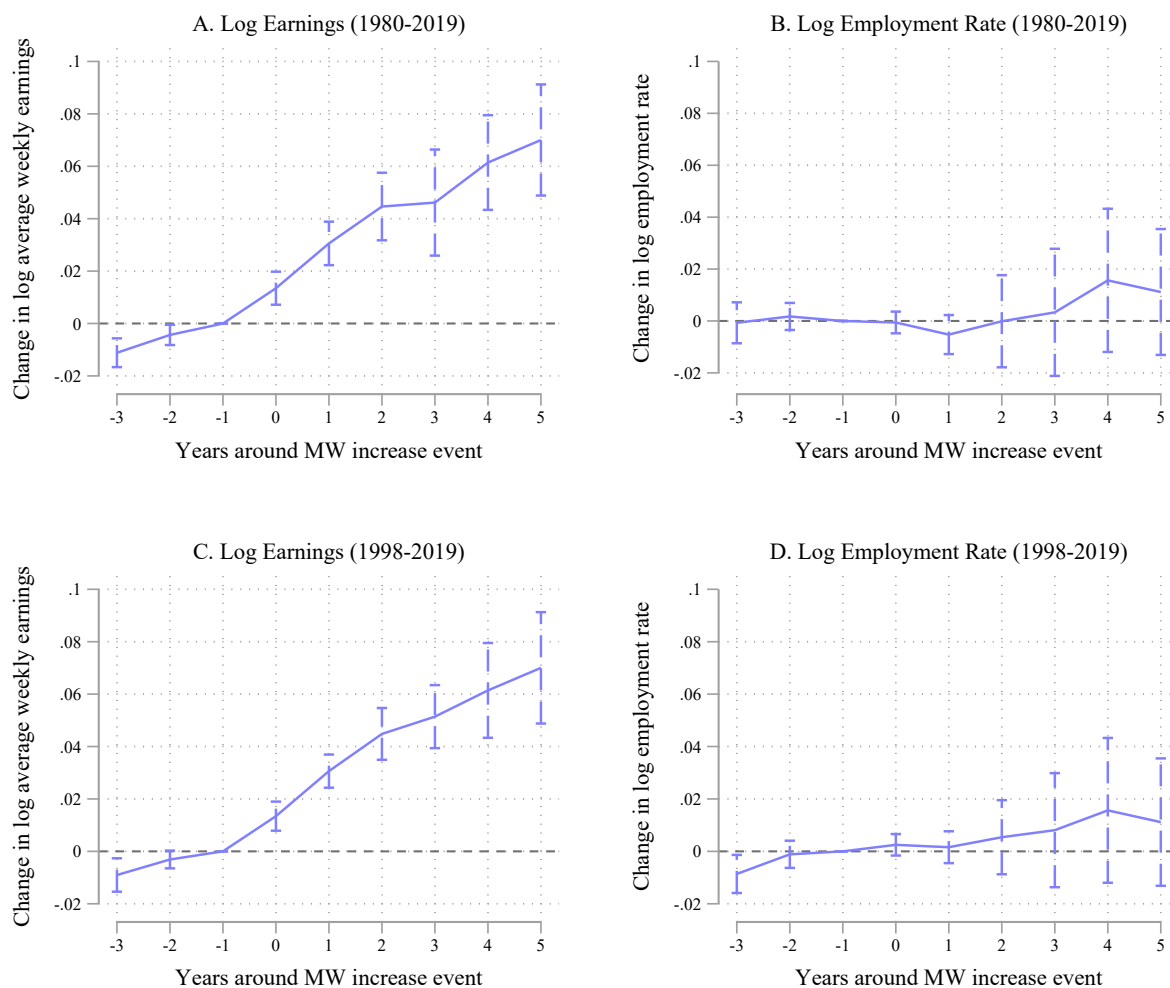 A. Log Earnings (1980-2019)
Change in log average weekly earnings
.1
.08
.06
.04
.02
0
-.02
-3 -2 -1 0 1 2 3 4 5
Years around MW increase event
B. Log Employment Rate (1980-2019)
Change in log employment rate
.1
.08
.06
.04
.02
0
-.02
-3 -2 -1 0 1 2 3 4 5
Years around MW increase event
C. Log Earnings (1998-2019)
Change in log average weekly earnings
.1
.08
.06
.04
.02
0
-.02
-3 -2 -1 0 1 2 3 4 5
Years around MW increase event
D. Log Employment Rate (1998-2019)
Change in log employment rate
.1
.08
.06
.04
.02
0
-.02
-3 -2 -1 0 1 2 3 4 5
Years around MW increase event